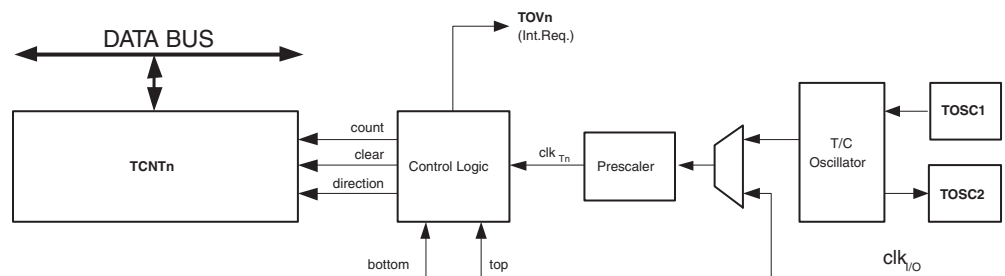 TOVn
(Int.Req.)
DATA BUS
TCNTn
count
clear
direction
Control Logic
clk Tn
Prescaler
T/C
Oscillator
TOSC1
TOSC2
bottom
top
clk I/O